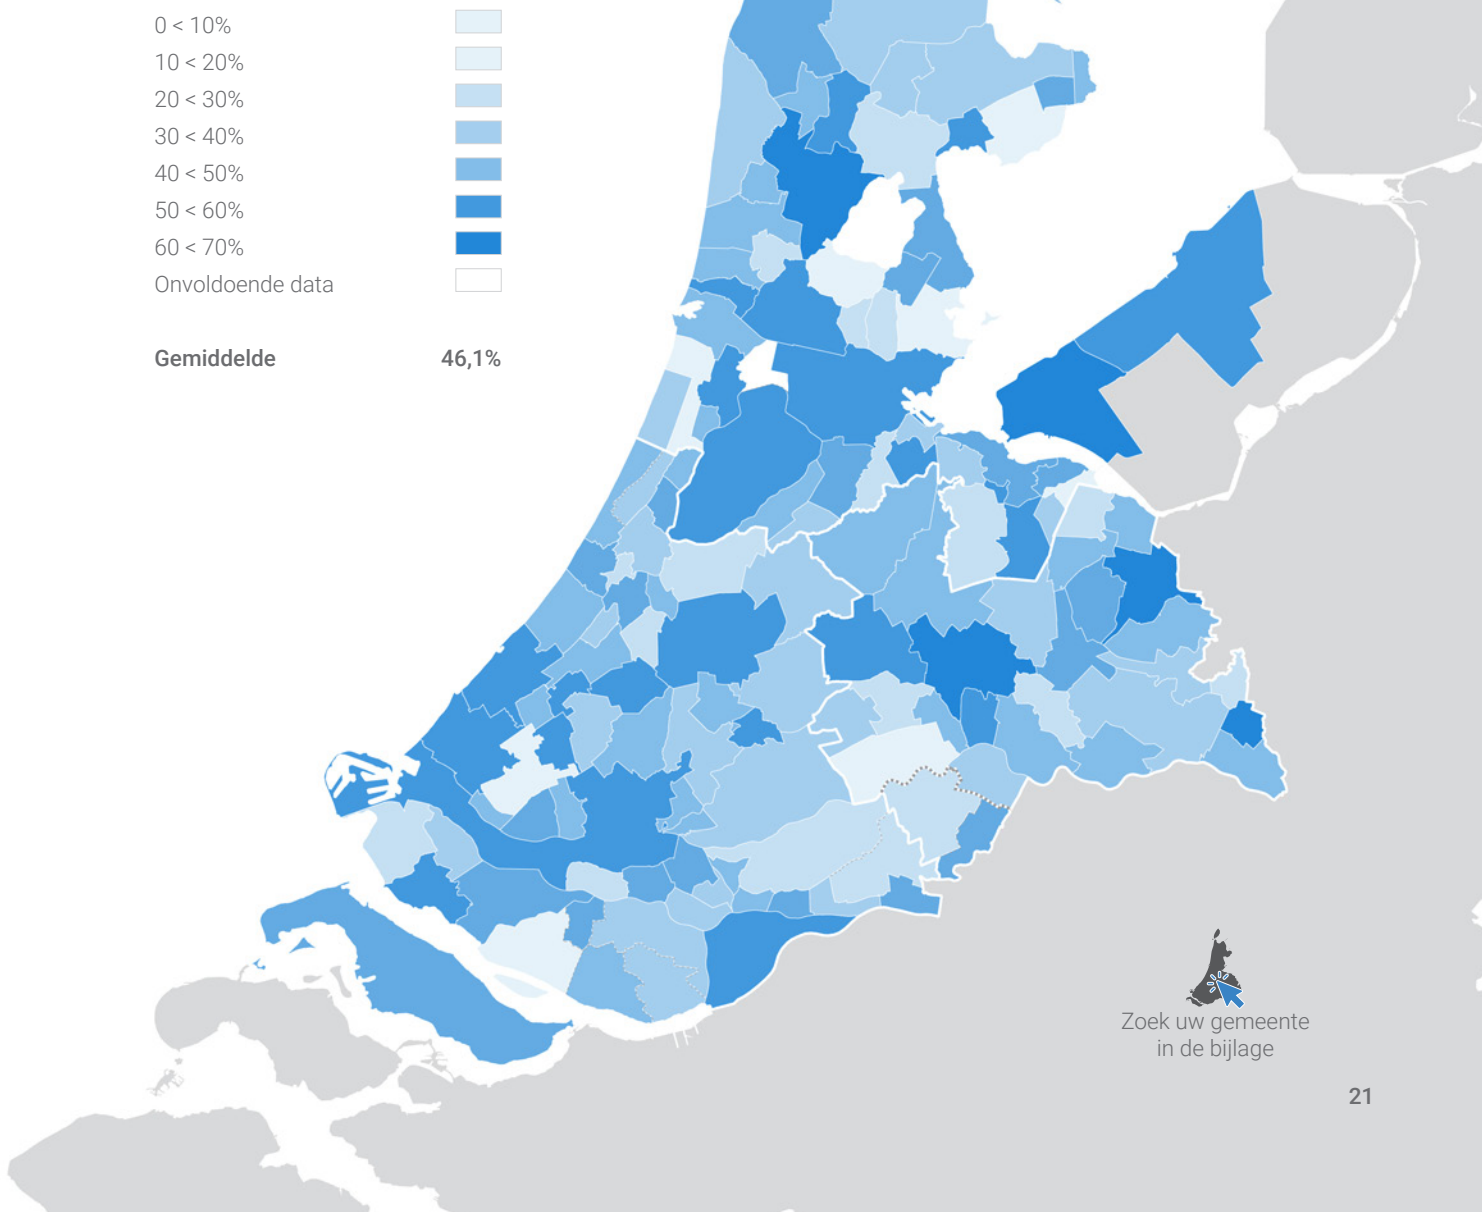 0 < 10%
10 < 20%
20 < 30%
30 < 40%
40 < 50%
50 < 60%
60 < 70%
Onvoldoende data
Gemiddelde 46,1%
Zoek uw gemeente
in de bijlage
21